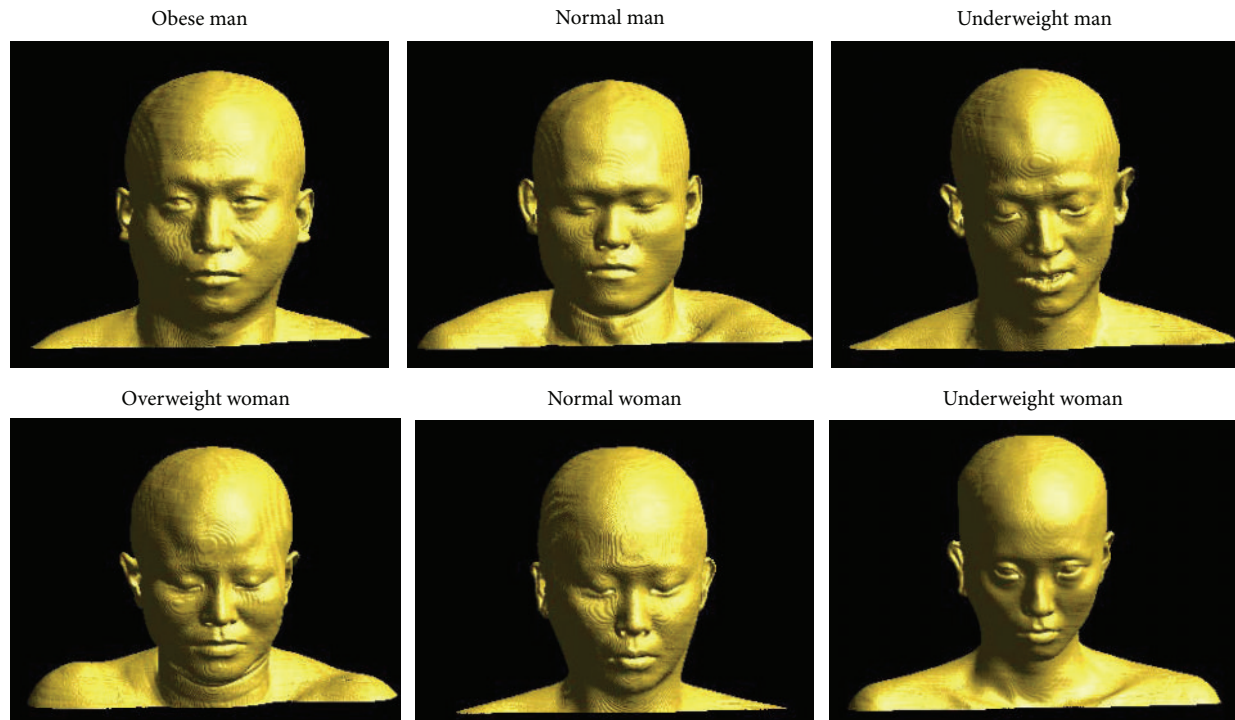 Obese man
Normal man
Underweight man
Overweight woman
Normal woman
Underweight woman